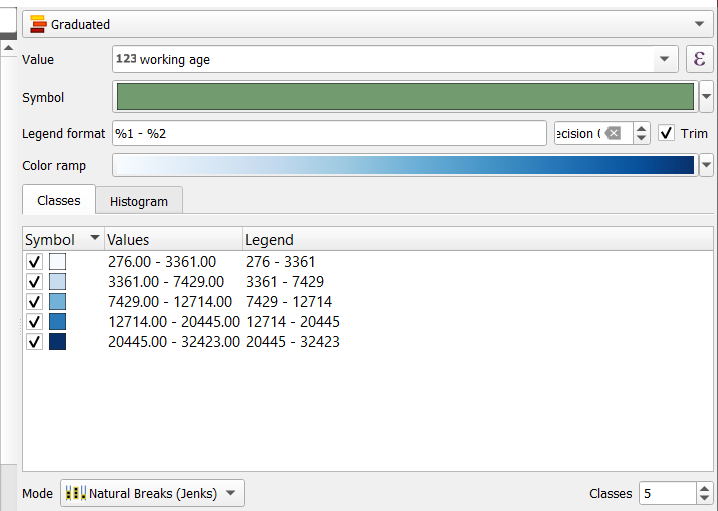 Graduated
Value 123 working age ε
Symbol
Legend format %1 - %2 ecision 0 Trim
Color ramp
Classes Histogram
Symbol Values Legend
276.00 - 3361.00 276 - 3361
3361.00 - 7429.00 3361 - 7429
7429.00 - 12714.00 7429 - 12714
12714.00 - 20445.00 12714 - 20445
20445.00 - 32423.00 20445 - 32423
Mode Natural Breaks (Jenks) Classes 5